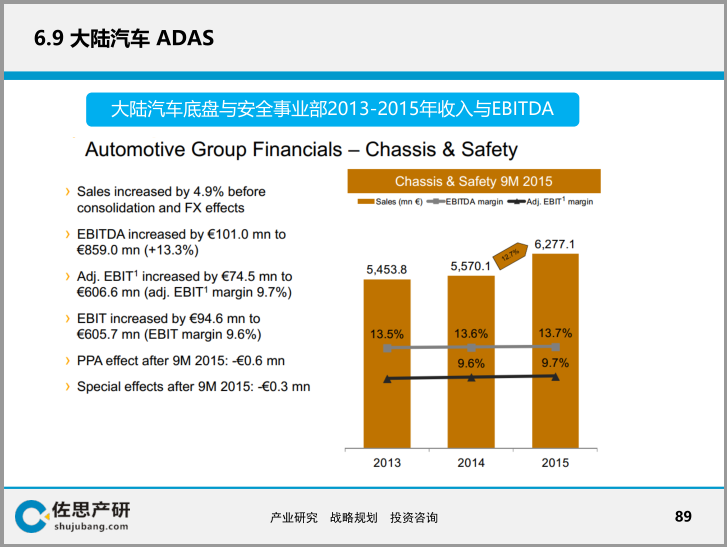 6.9 大陆汽车 ADAS
大陆汽车底盘与安全事业部2013-2015年收入与EBITDA
Automotive Group Financials – Chassis & Safety
› Sales increased by 4.9% before
consolidation and FX effects
› EBITDA increased by €101.0 mn to
€859.0 mn (+13.3%)
› Adj. EBIT¹ increased by €74.5 mn to
€606.6 mn (adj. EBIT¹ margin 9.7%)
› EBIT increased by €94.6 mn to
€605.7 mn (EBIT margin 9.6%)
› PPA effect after 9M 2015: -€0.6 mn
› Special effects after 9M 2015: -€0.3 mn
Chassis & Safety 9M 2015
Sales (mn €) EBITDA margin Adj. EBIT¹ margin
12.7%
6,277.1
5,453.8 5,570.1
13.5% 13.6% 13.7%
9.6% 9.7%
2013 2014 2015
佐思产研
shujubang.com
产业研究 战略规划 投资咨询
89